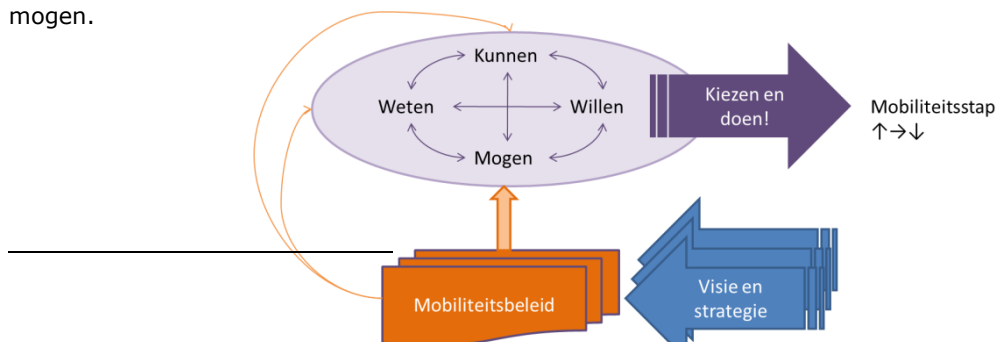 mogen.
Kunnen
Weten
Willen
Mogen
Kiezen en
doen!
Mobiliteitsstap
↑→↓
Mobiliteitsbeleid
Visie en
strategie